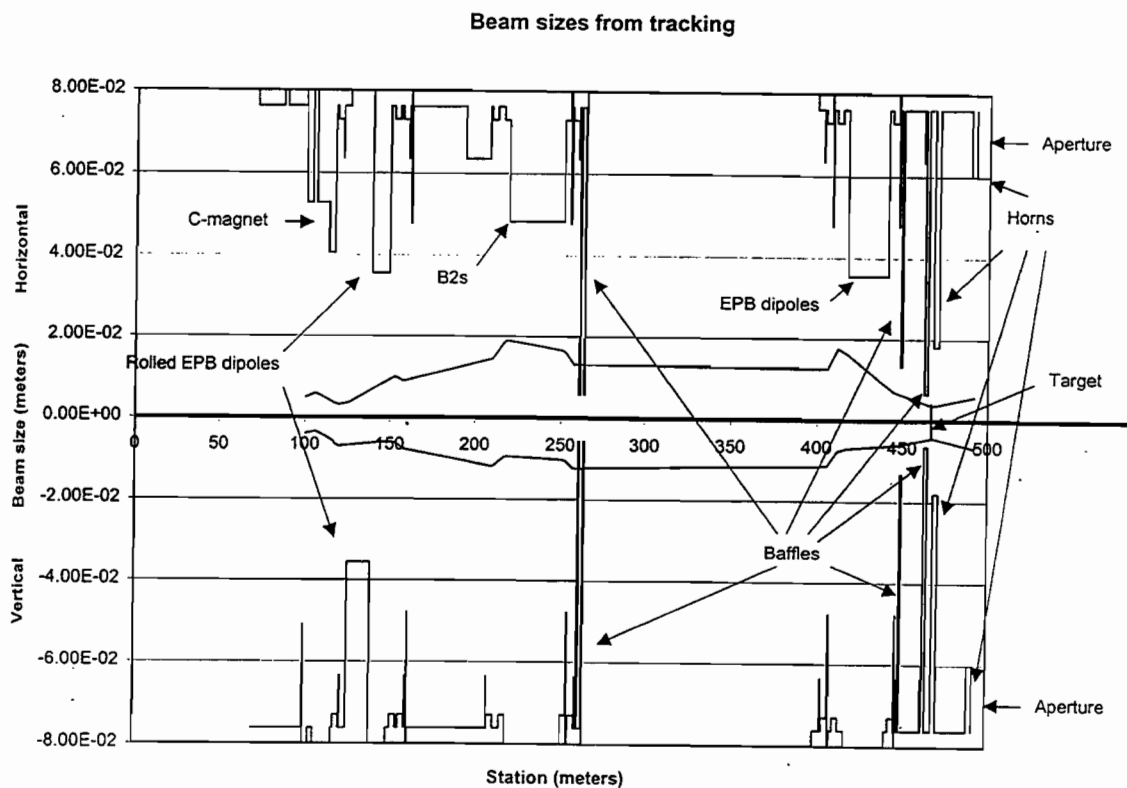 Beam sizes from tracking
8.00E-02
6.00E-02
4.00E-02
2.00E-02
0.00E+00
-2.00E-02
-4.00E-02
-6.00E-02
-8.00E-02
Horizontal
Beam size (meters)
Vertical
0
50
100
150
200
250
300
350
400
450
500
Station (meters)
C-magnet
B2s
Rolled EPB dipoles
EPB dipoles
Aperture
Horns
Target
Baffles
Aperture